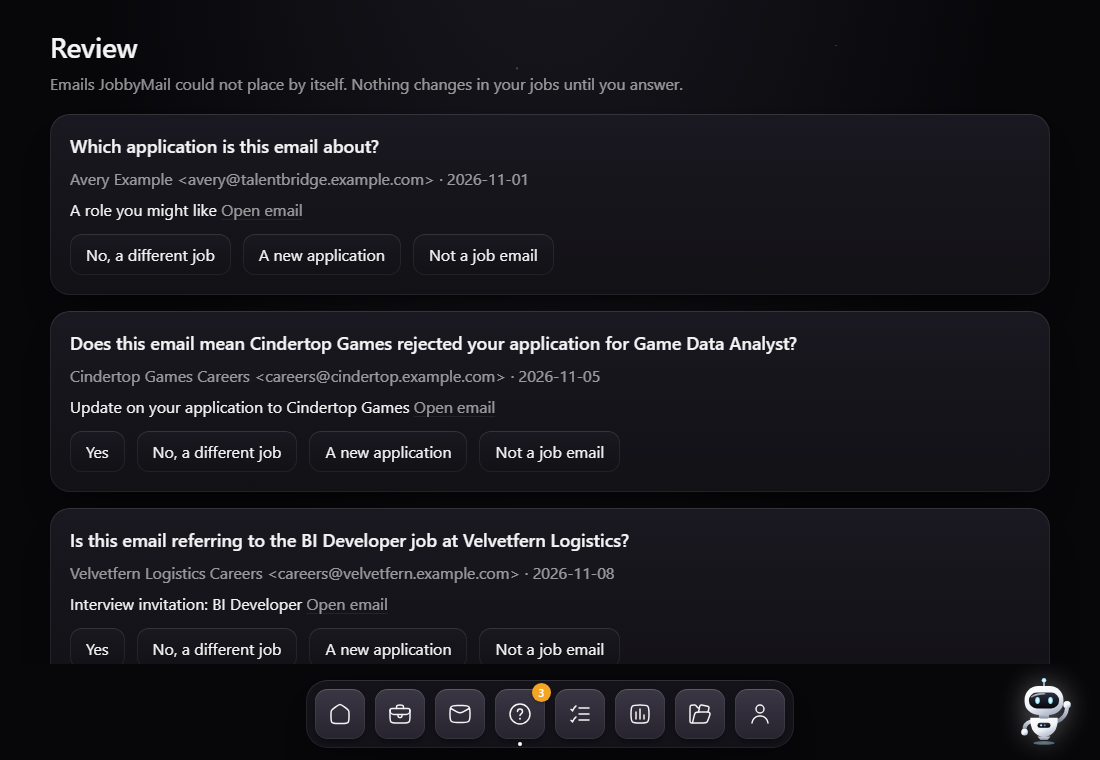 Review
Emails JobbyMail could not place by itself. Nothing changes in your jobs until you answer.
Which application is this email about?
Avery Example <avery@talentbridge.example.com> · 2026-11-01
A role you might like Open email
No, a different job A new application Not a job email
Does this email mean Cindertop Games rejected your application for Game Data Analyst?
Cindertop Games Careers <careers@cindertop.example.com> · 2026-11-05
Update on your application to Cindertop Games Open email
Yes No, a different job A new application Not a job email
Is this email referring to the BI Developer job at Velvetfern Logistics?
Velvetfern Logistics Careers <careers@velvetfern.example.com> · 2026-11-08
Interview invitation: BI Developer Open email
Yes No, a different job A new application Not a job email
3